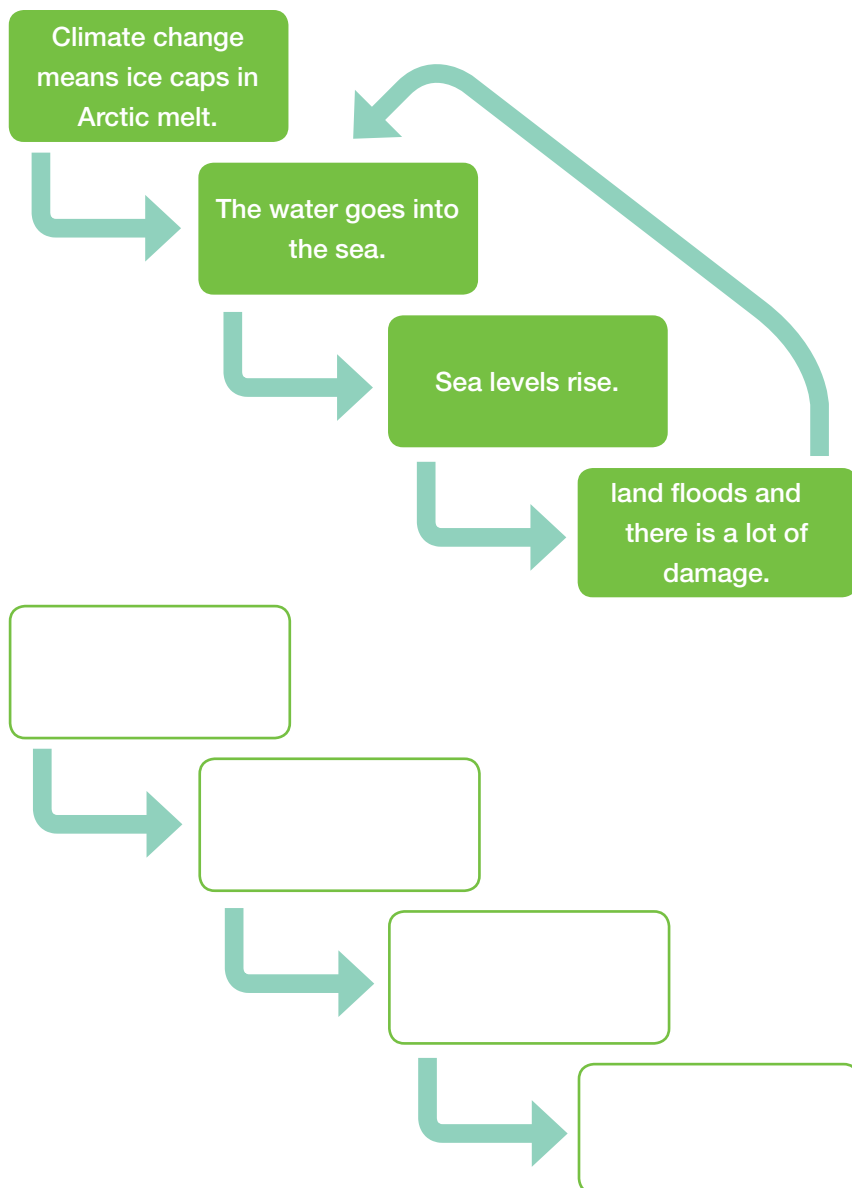 Climate change
means ice caps in
Arctic melt.
The water goes into
the sea.
Sea levels rise.
land floods and
there is a lot of
damage.